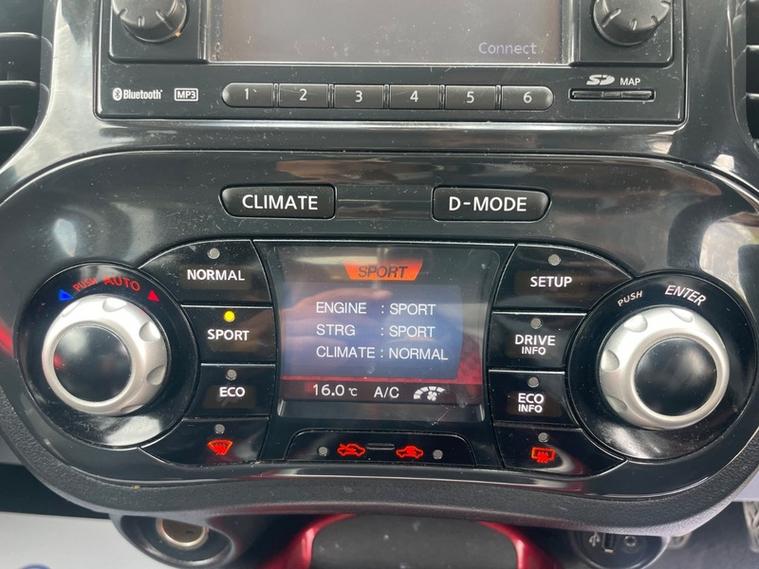 Connect
Bluetooth MP3 1 2 3 4 5 6 SD MAP
CLIMATE D-MODE
PUSH AUTO
NORMAL
SPORT
ECO
SPORT
ENGINE : SPORT
STRG : SPORT
CLIMATE : NORMAL
16.0°C A/C
SETUP
DRIVE
INFO
ECO
INFO
PUSH ENTER